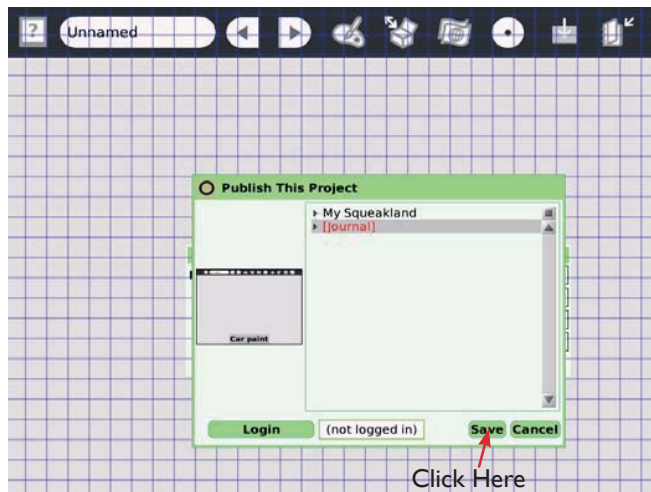 ?
Unnamed
Publish This Project
My Squeakland
[Journal]
Car paint
Login
(not logged in)
Save
Cancel
Click Here